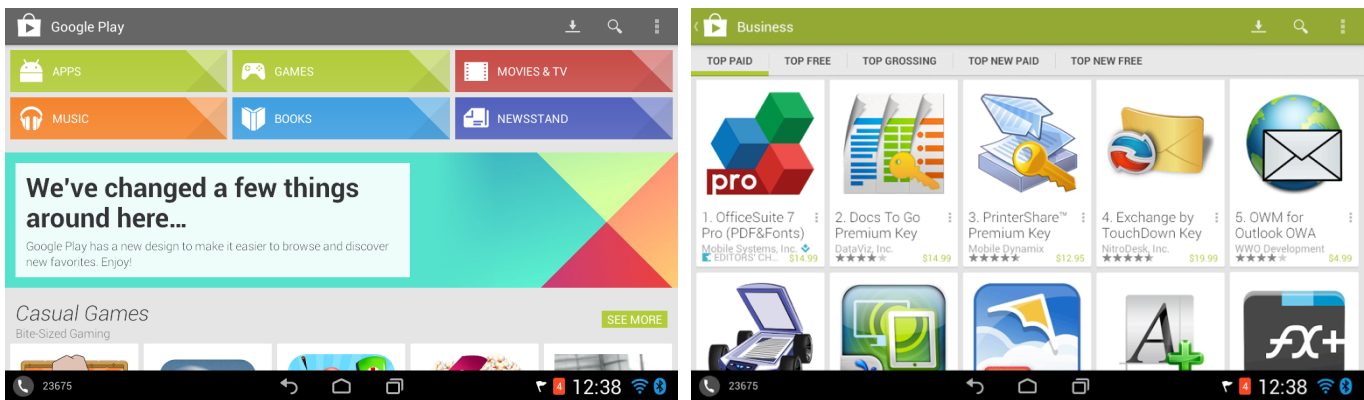 Google Play
APPS
GAMES
MOVIES & TV
MUSIC
BOOKS
NEWSSTAND
We've changed a few things
around here...
Google Play has a new design to make it easier to browse and discover
new favorites. Enjoy!
Casual Games
Bite-Sized Gaming
SEE MORE
23675
4
12:38
Business
TOP PAID
TOP FREE
TOP GROSSING
TOP NEW PAID
TOP NEW FREE
pro
1. OfficeSuite 7
Pro (PDF&Fonts)
Mobile Systems, Inc.
EDITORS' CH...
$14.99
2. Docs To Go
Premium Key
DataViz, Inc.
$14.99
3. PrinterShare™
Premium Key
Mobile Dynamix
$12.95
4. Exchange by
TouchDown Key
NitroDesk, Inc.
$19.99
5. OWM for
Outlook OWA
WWO Development
$4.99
A
fx+
23675
4
12:38